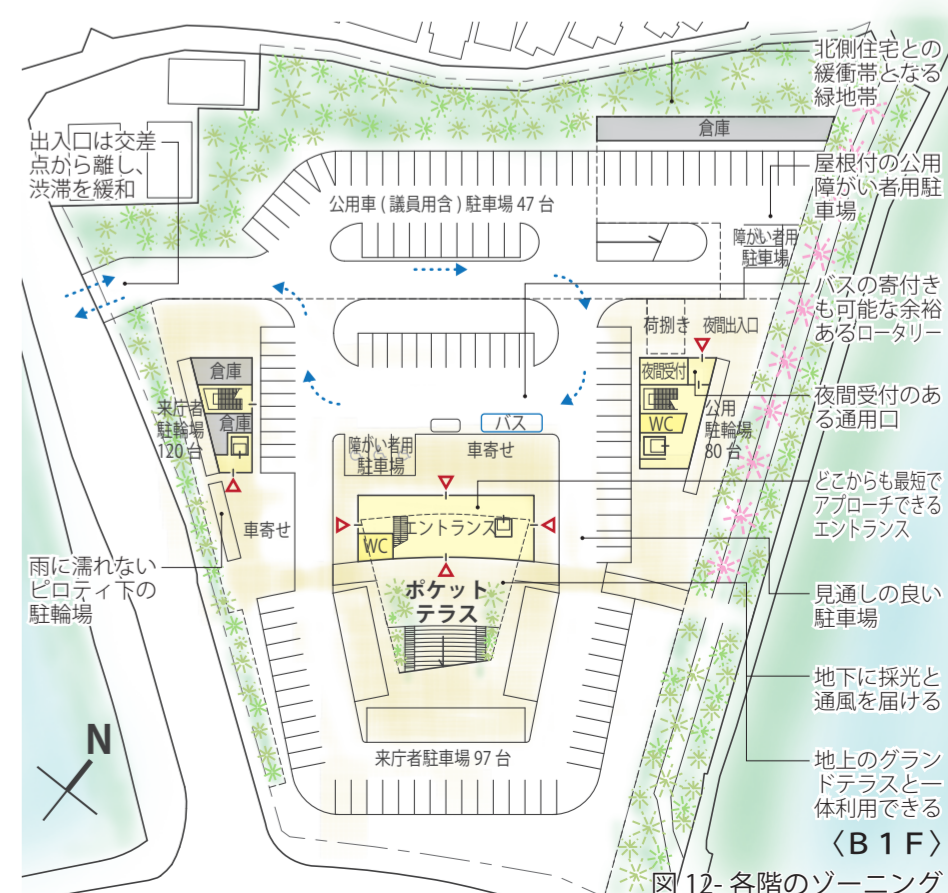 北側住宅との
緩衝帯となる
緑地帯
倉庫
出入口は交差
点から離し、
渋滞を緩和
屋根付の公用
障がい者用駐
車場
公用車(議員用含)駐車場47台
障がい者用
駐車場
バスの寄付き
も可能な余裕
あるロータリー
荷捌き
夜間出入口
倉庫
夜間受付
来庁者
駐輪場
120台
倉庫
WC
公用
駐輪場
80台
夜間受付のあ
る通用口
バス
障がい者用
駐車場
車寄せ
どこからも最短で
アプローチできる
エントランス
エントランス
WC
車寄せ
雨に濡れない
ピロティ下の
駐輪場
ポケット
テラス
見通しの良い
駐車場
地下に採光と
通風を届ける
N
来庁者駐車場97台
地上のグラン
ドテラスと一
体利用できる
〈B1F〉
図12-各階のゾーニング